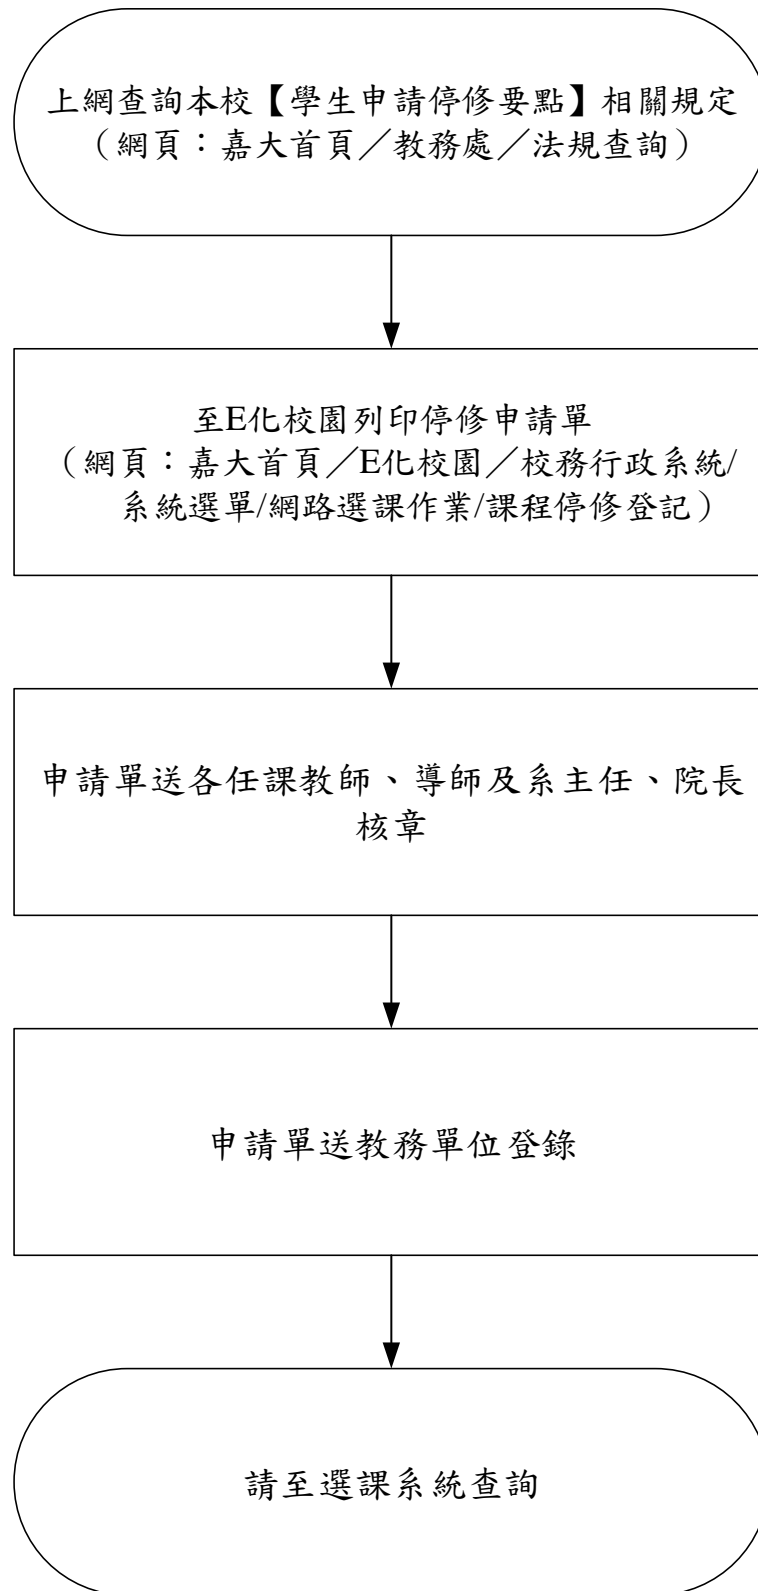 上網查詢本校【學生申請停修要點】相關規定
（網頁：嘉大首頁／教務處／法規查詢）
至E化校園列印停修申請單
（網頁：嘉大首頁／E化校園／校務行政系統/
系統選單/網路選課作業/課程停修登記）
申請單送各任課教師、導師及系主任、院長
核章
申請單送教務單位登錄
請至選課系統查詢